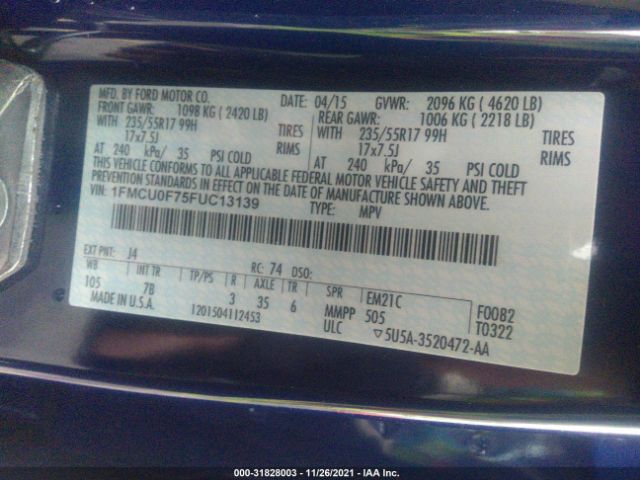 MFD. BY FORD MOTOR CO.
DATE: 04/15 GVWR: 2096 KG ( 4620 LB)
FRONT GAWR: 1098 KG ( 2420 LB) REAR GAWR: 1006 KG ( 2218 LB)
WITH 235/55R17 99H TIRES WITH 235/55R17 99H TIRES
17x7.5J RIMS 17x7.5J RIMS
AT 240 kPa/ 35 PSI COLD AT 240 kPa/ 35 PSI COLD
THIS VEHICLE CONFORMS TO ALL APPLICABLE FEDERAL MOTOR VEHICLE SAFETY AND THEFT
PREVENTION STANDARDS IN EFFECT ON THE DATE OF MANUFACTURE SHOWN ABOVE.
VIN: 1FMCU0F75FUC13139 TYPE: MPV
EXT PNT: J4 RC: 74 DSO:
WB INT TR TP/PS R AXLE TR SPR EM21C F0082
105 7B 3 35 6 MMPP 505 T0322
MADE IN U.S.A. 1201504112453 ULC ▽5U5A-3520472-AA
000-31828003 - 11/26/2021 - IAA Inc.